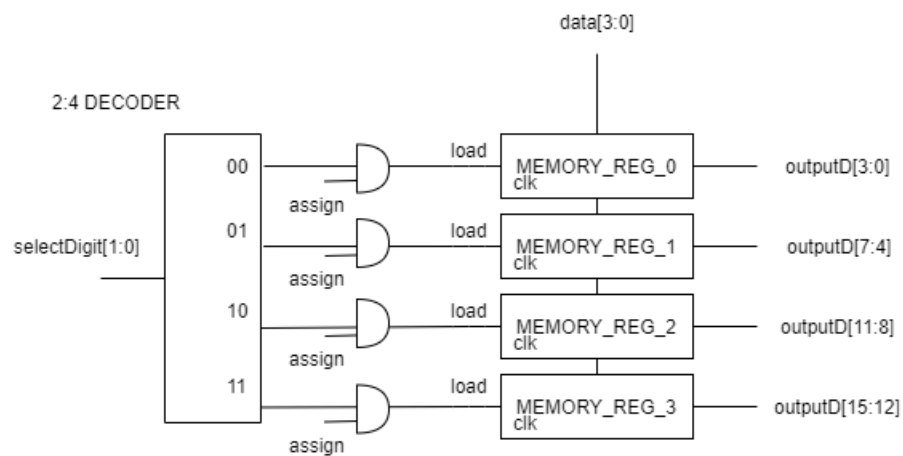 data[3:0]
2:4 DECODER
00
load
MEMORY_REG_0
clk
outputD[3:0]
assign
selectDigit[1:0]
01
load
MEMORY_REG_1
clk
outputD[7:4]
assign
10
load
MEMORY_REG_2
clk
outputD[11:8]
assign
11
load
MEMORY_REG_3
clk
outputD[15:12]
assign